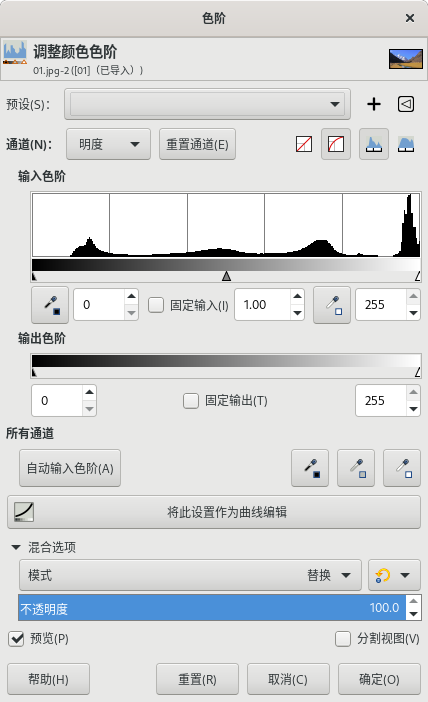 色阶
调整颜色色阶
01.jpg-2 ([01]（已导入）)
预设(S)：
通道(N)： 明度 重置通道(E)
输入色阶
0 固定输入(I) 1.00 255
输出色阶
0 固定输出(T) 255
所有通道
自动输入色阶(A)
将此设置作为曲线编辑
混合选项
模式 替换
不透明度 100.0
预览(P) 分割视图(V)
帮助(H) 重置(R) 取消(C) 确定(O)